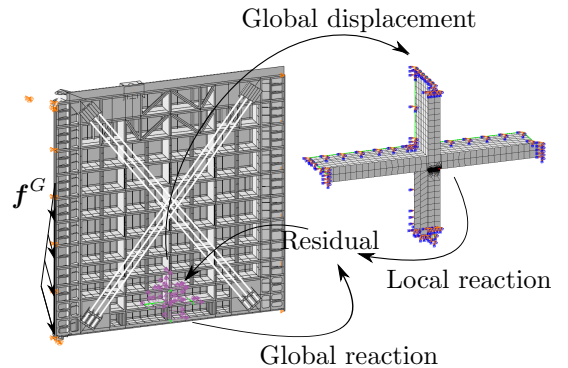 Global displacement
f^G
Residual
Local reaction
Global reaction